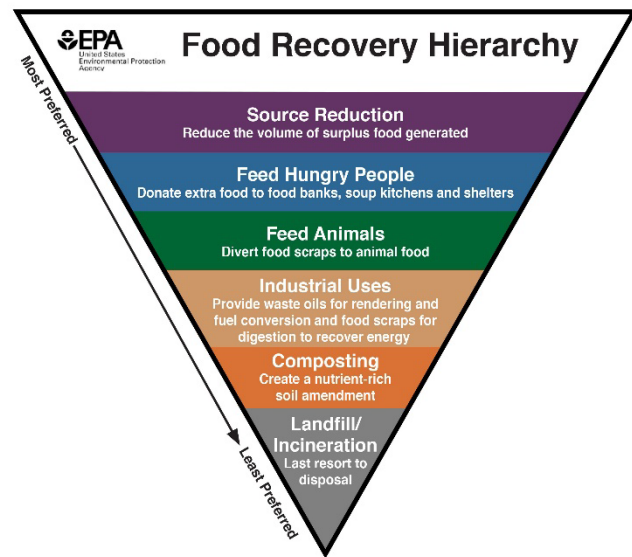 EPA
United States
Environmental Protection
Agency
Food Recovery Hierarchy
Most Preferred
Source Reduction
Reduce the volume of surplus food generated
Feed Hungry People
Donate extra food to food banks, soup kitchens and shelters
Feed Animals
Divert food scraps to animal food
Industrial Uses
Provide waste oils for rendering and
fuel conversion and food scraps for
digestion to recover energy
Composting
Create a nutrient-rich
soil amendment
Landfill/
Incineration
Last resort to
disposal
Least Preferred